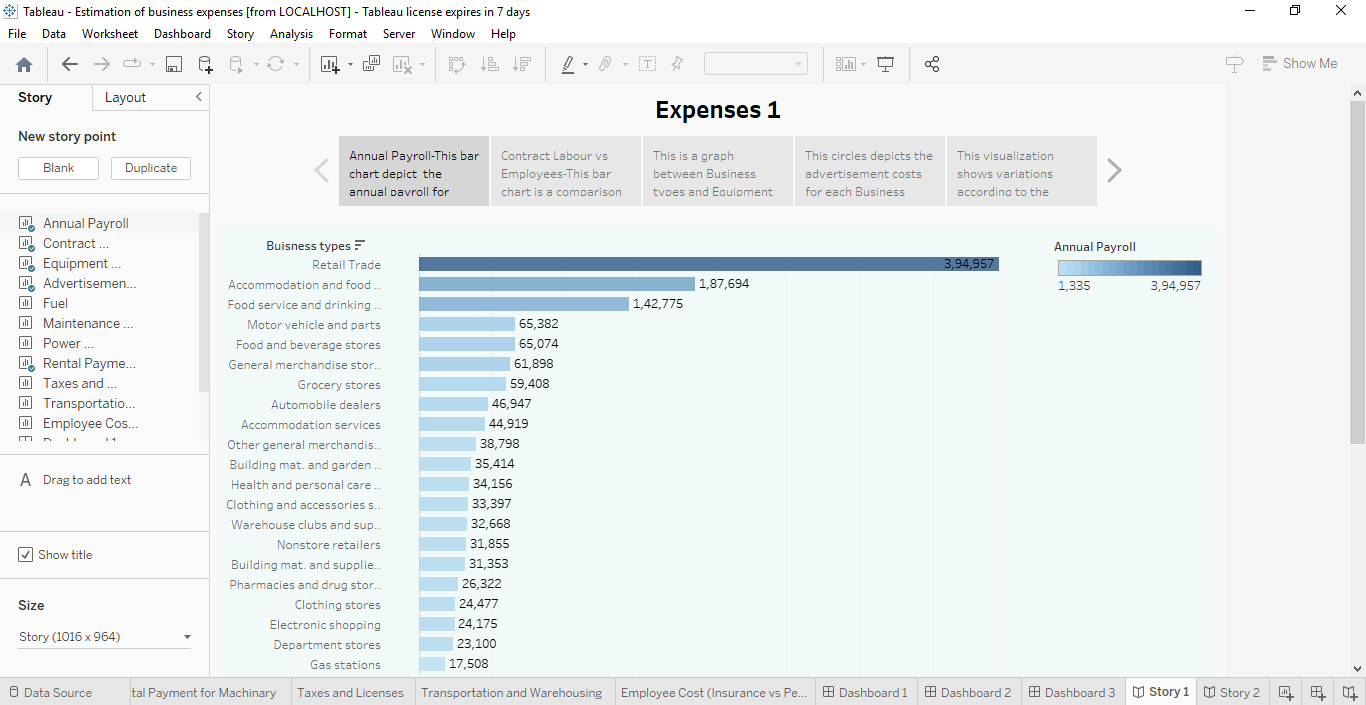 Tableau - Estimation of business expenses [from LOCALHOST] - Tableau license expires in 7 days
File Data Worksheet Dashboard Story Analysis Format Server Window Help
Show Me
Story Layout
New story point
Blank Duplicate
Annual Payroll
Contract ...
Equipment ...
Advertisemen...
Fuel
Maintenance ...
Power ...
Rental Payme...
Taxes and ...
Transportatio...
Employee Cos...
A Drag to add text
Show title
Size
Story (1016 x 964)
Expenses 1
Annual Payroll-This bar
chart depict the
annual payroll for
Contract Labour vs
Employees-This bar
chart is a comparison
This is a graph
between Business
types and Equipment
This circles depicts the
advertisement costs
for each Business
This visualization
shows variations
according to the
Buisness types
Retail Trade 3,94,957
Accommodation and food .. 1,87,694
Food service and drinking .. 1,42,775
Motor vehicle and parts 65,382
Food and beverage stores 65,074
General merchandise stor.. 61,898
Grocery stores 59,408
Automobile dealers 46,947
Accommodation services 44,919
Other general merchandis.. 38,798
Building mat. and garden .. 35,414
Health and personal care .. 34,156
Clothing and accessories s.. 33,397
Warehouse clubs and sup.. 32,668
Nonstore retailers 31,855
Building mat. and supplie.. 31,353
Pharmacies and drug stor.. 26,322
Clothing stores 24,477
Electronic shopping 24,175
Department stores 23,100
Gas stations 17,508
Annual Payroll
1,335 3,94,957
Data Source tal Payment for Machinary Taxes and Licenses Transportation and Warehousing Employee Cost (Insurance vs Pe... Dashboard 1 Dashboard 2 Dashboard 3 Story 1 Story 2